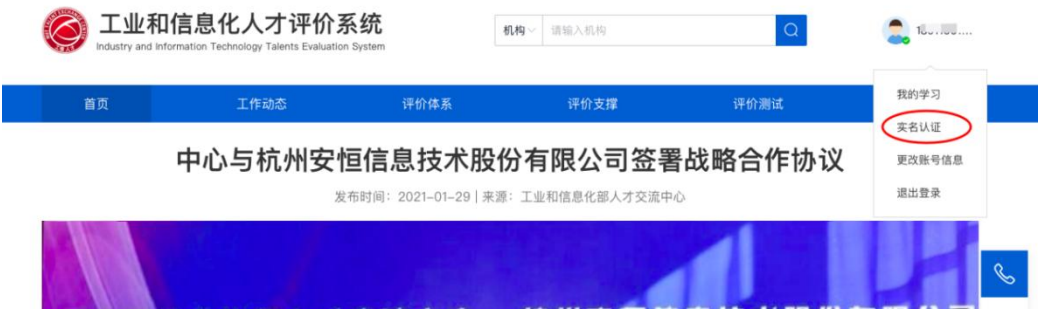 工业和信息化人才评价系统
Industry and Information Technology Talents Evaluation System
机构 请输入机构
首页 工作动态 评价体系 评价支撑 评价测试
我的学习
实名认证
更改账号信息
退出登录
中心与杭州安恒信息技术股份有限公司签署战略合作协议
发布时间：2021-01-29 | 来源：工业和信息化部人才交流中心